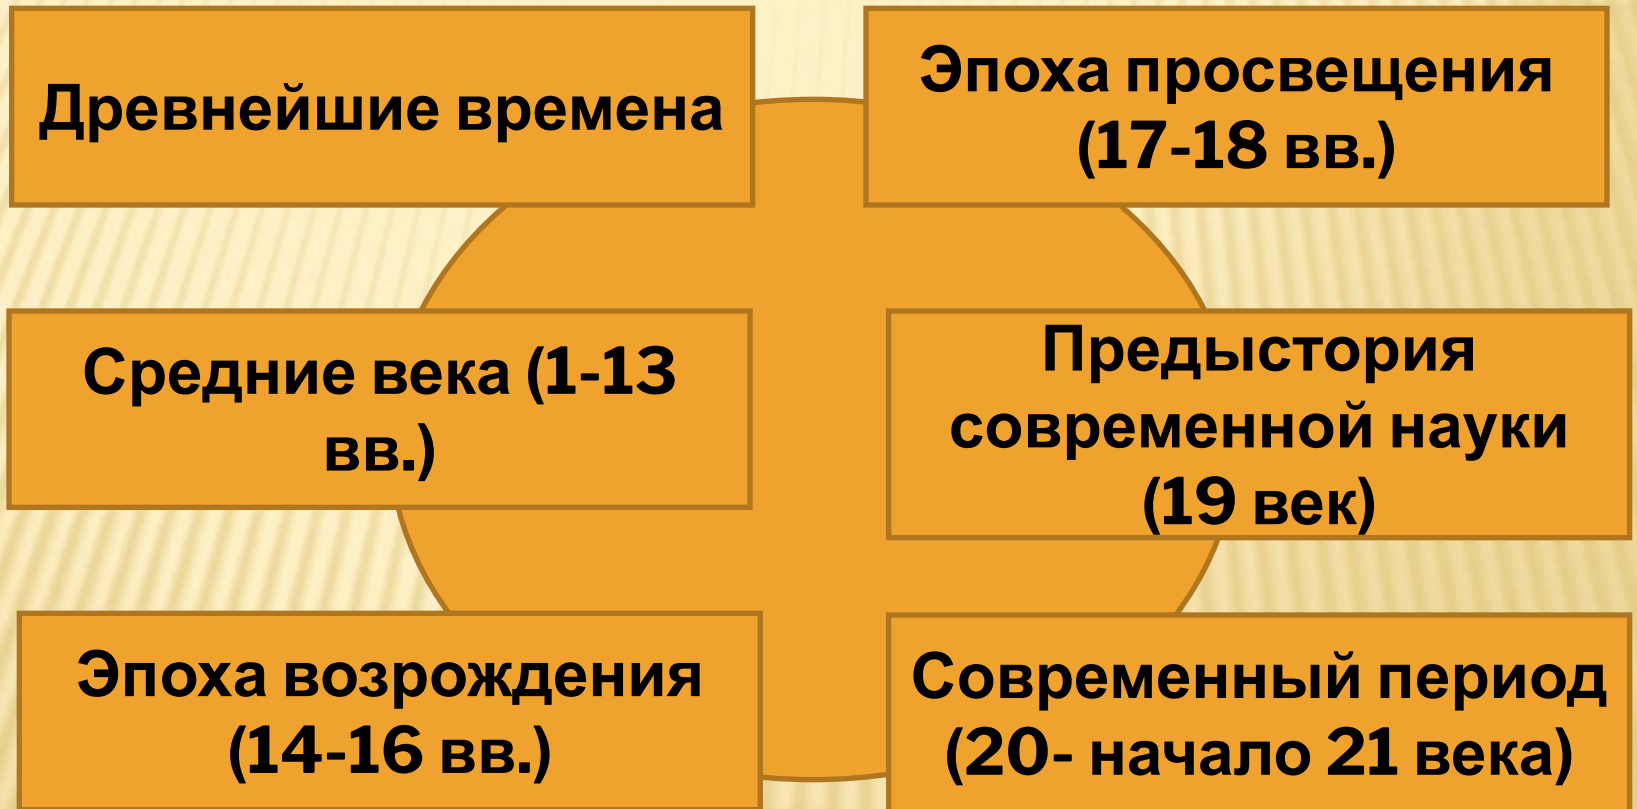 Древнейшие времена
Средние века (1-13
вв.)
Эпоха возрождения
(14-16 вв.)
Эпоха просвещения
(17-18 вв.)
Предыстория
современной науки
(19 век)
Современный период
(20- начало 21 века)